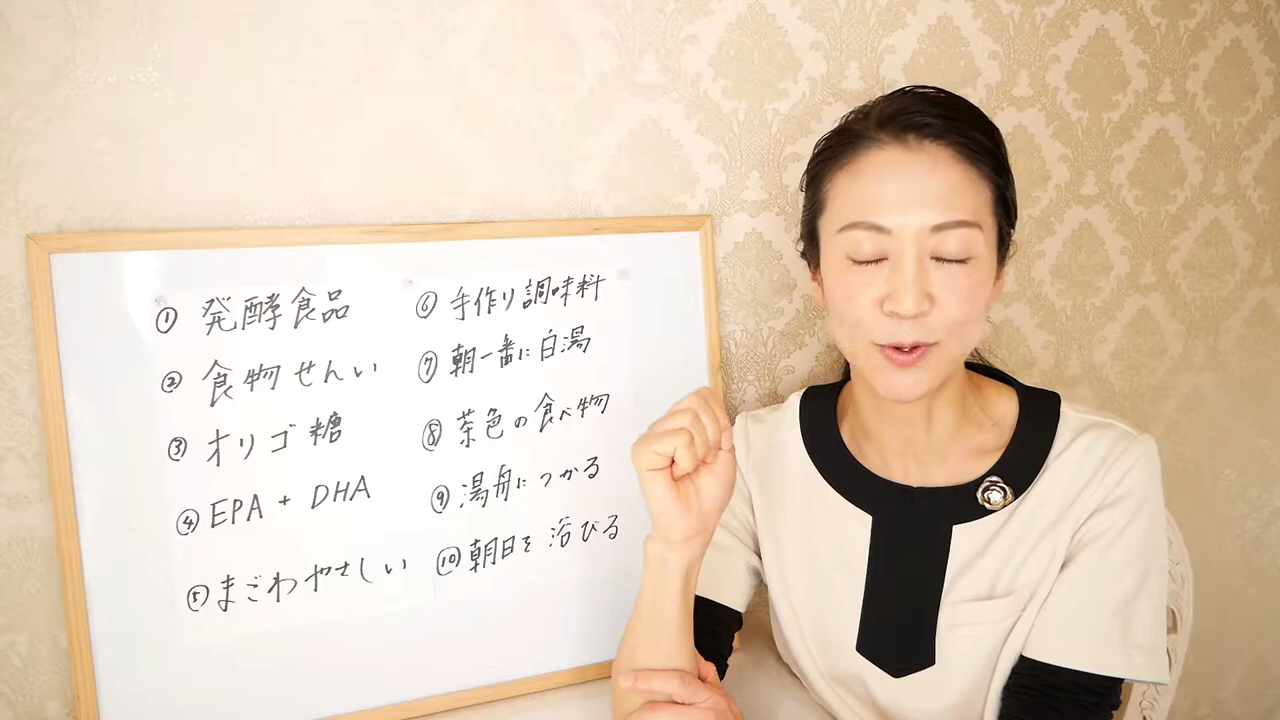 ① 発酵食品
② 食物せんい
③ オリゴ糖
④ EPA + DHA
⑤ まごわやさしい
⑥ 手作り調味料
⑦ 朝一番に白湯
⑧ 茶色の食べ物
⑨ 湯舟につかる
⑩ 朝日を浴びる